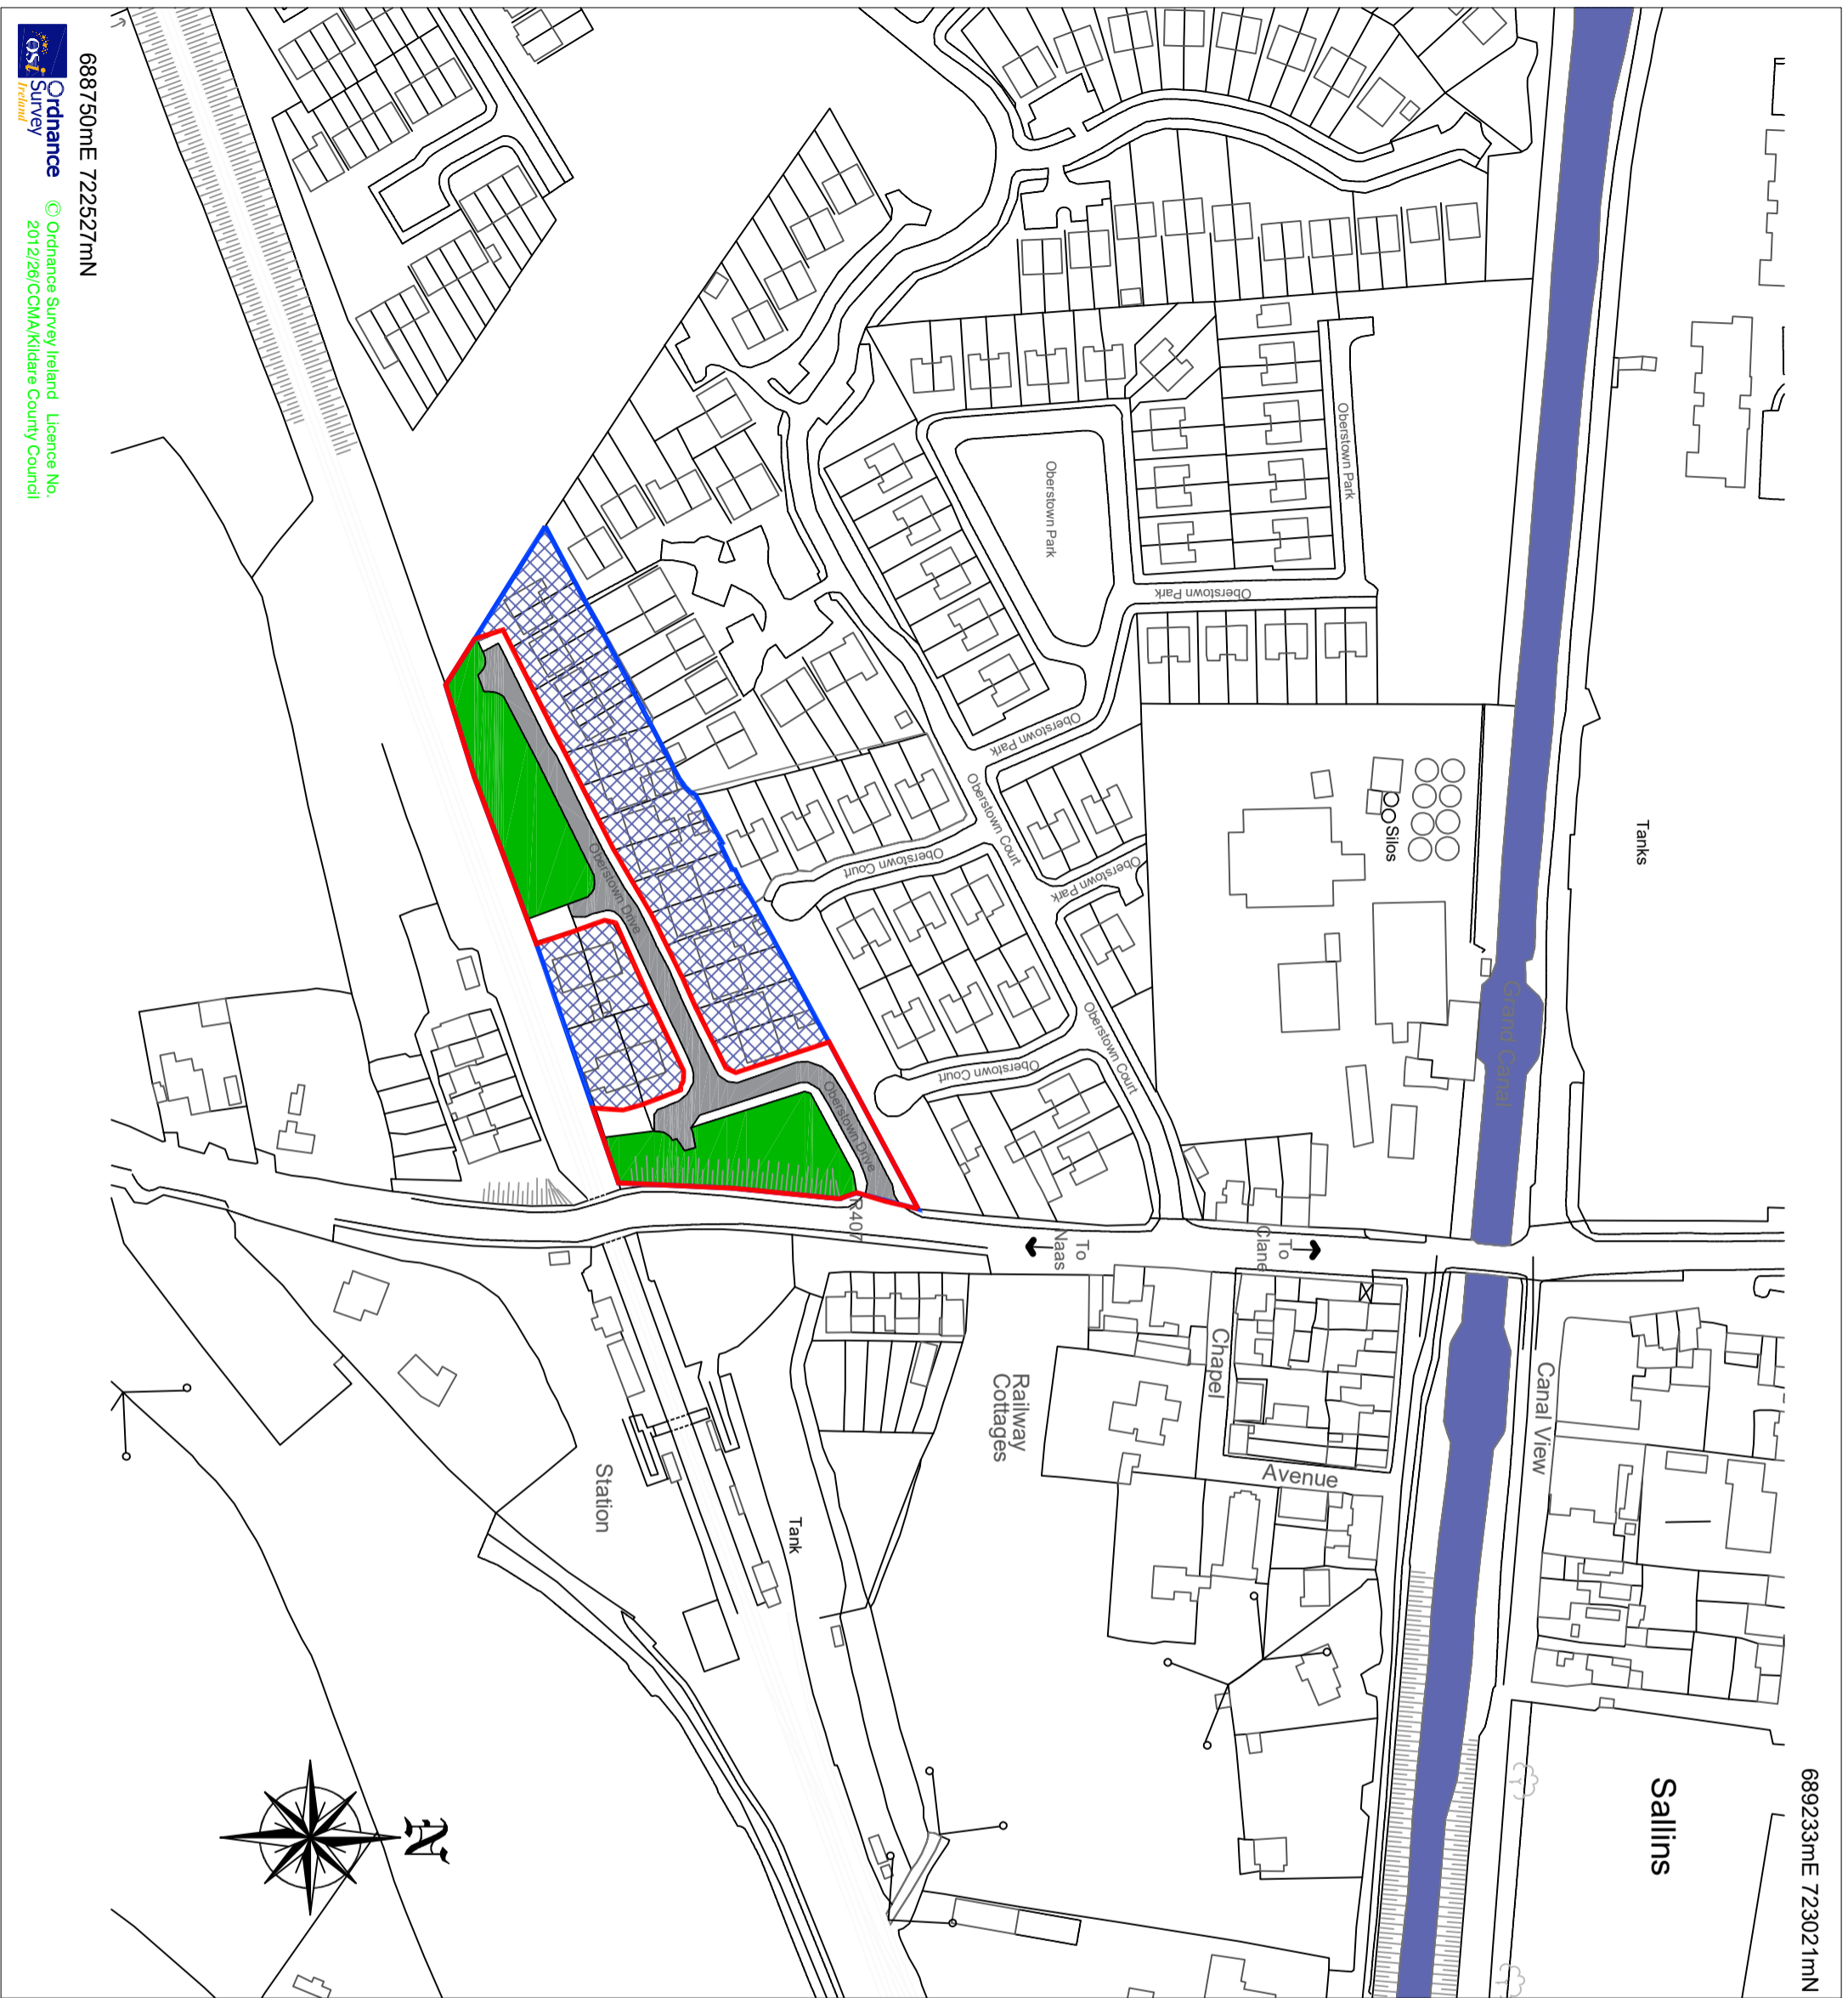 Ordnance
Survey
Ireland
osi
© Ordnance Survey Ireland Licence No.
2012/26/CCMA/Kildare County Council
688750mE 722527mN
689233mE 723021mN
Sallins
Tanks
Silos
Grand Canal
Canal View
Oberstown Park
Oberstown Park
Oberstown Park
Oberstown Park
Oberstown Park
Oberstown Court
Oberstown Court
Oberstown Court
Oberstown Court
Oberstown Drive
Oberstown Drive
R407
To
Naas
To
Clane
Chapel
Avenue
Railway
Cottages
Station
Tank
N